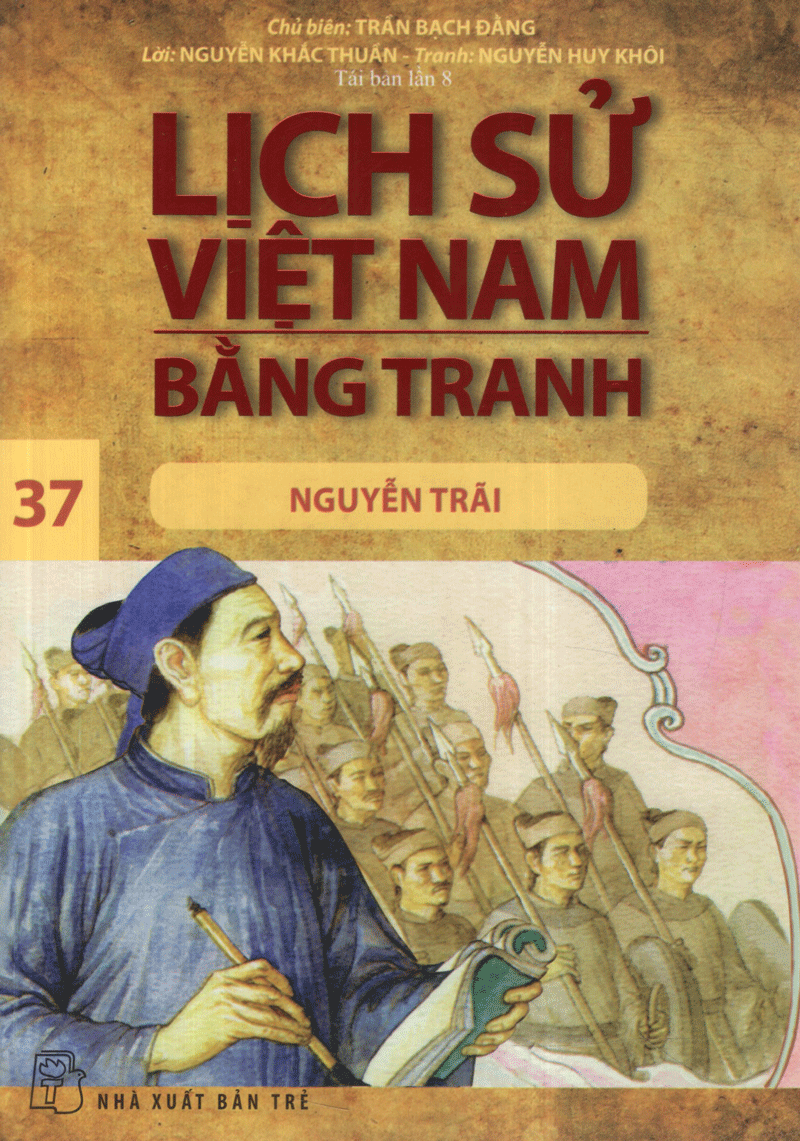 Chủ biên: TRẦN BẠCH ĐẰNG
Lời: NGUYỄN KHẮC THUẦN - Tranh: NGUYỄN HUY KHÔI
Tái bản lần 8
LỊCH SỬ
VIỆT NAM
BẰNG TRANH
37
NGUYỄN TRÃI
NHÀ XUẤT BẢN TRẺ